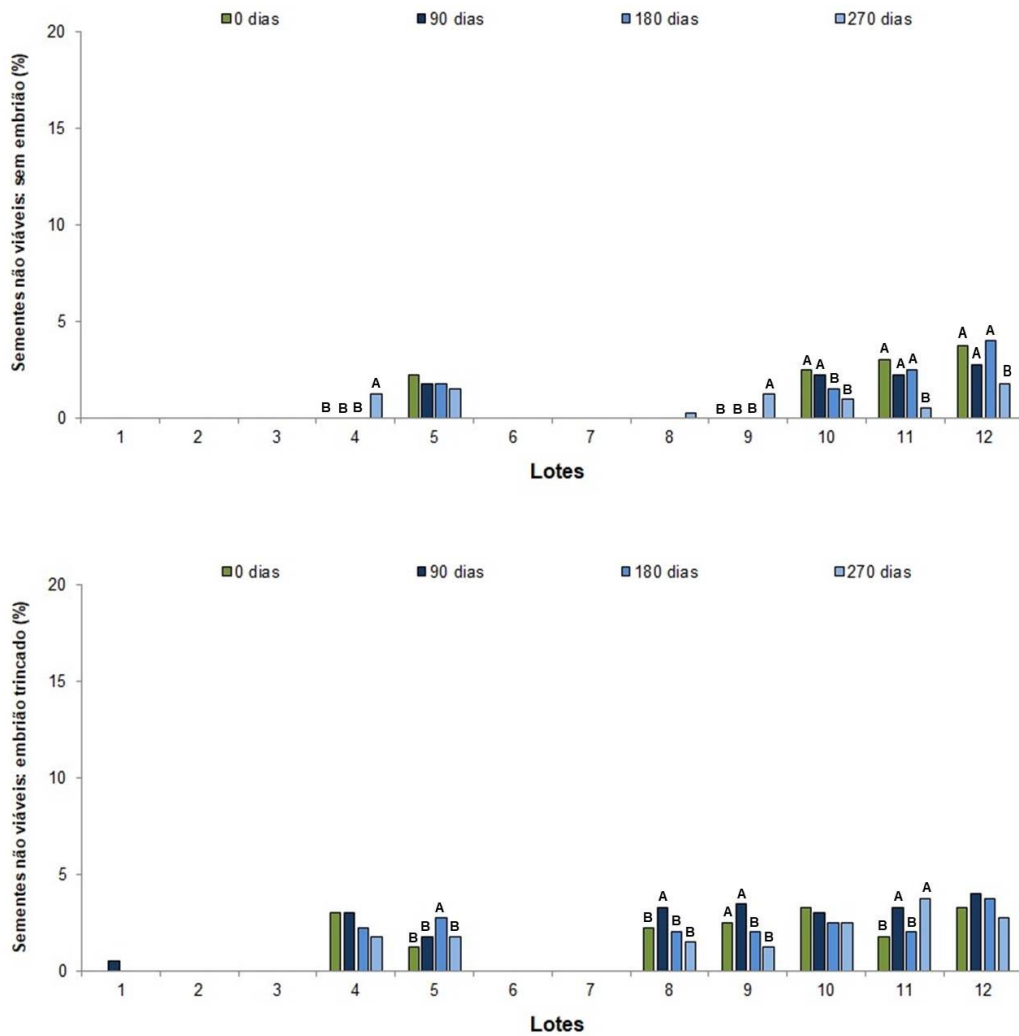 0 dias 90 dias 180 dias 270 dias
Sementes não viáveis: sem embrião (%)
20
15
10
5
0
B B B A
A A B B
A A A B
A A A B
B B B A
1 2 3 4 5 6 7 8 9 10 11 12
Lotes
0 dias 90 dias 180 dias 270 dias
Sementes não viáveis: embrião trincado (%)
20
15
10
5
0
B B A B
B A B B
A A B B
B A B A
1 2 3 4 5 6 7 8 9 10 11 12
Lotes